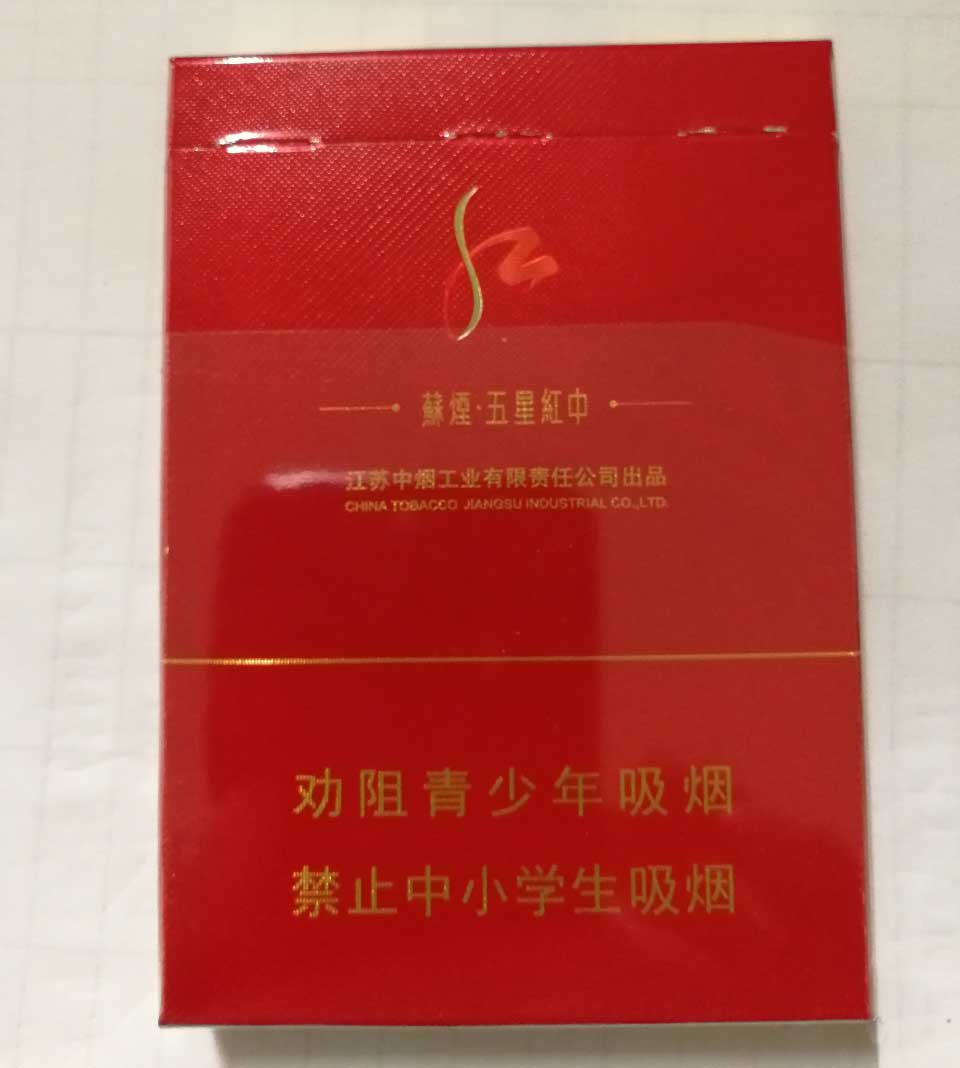 蘇煙·五星紅中
江苏中烟工业有限责任公司出品
CHINA TOBACCO JIANGSU INDUSTRIAL CO.,LTD.
劝阻青少年吸烟
禁止中小学生吸烟